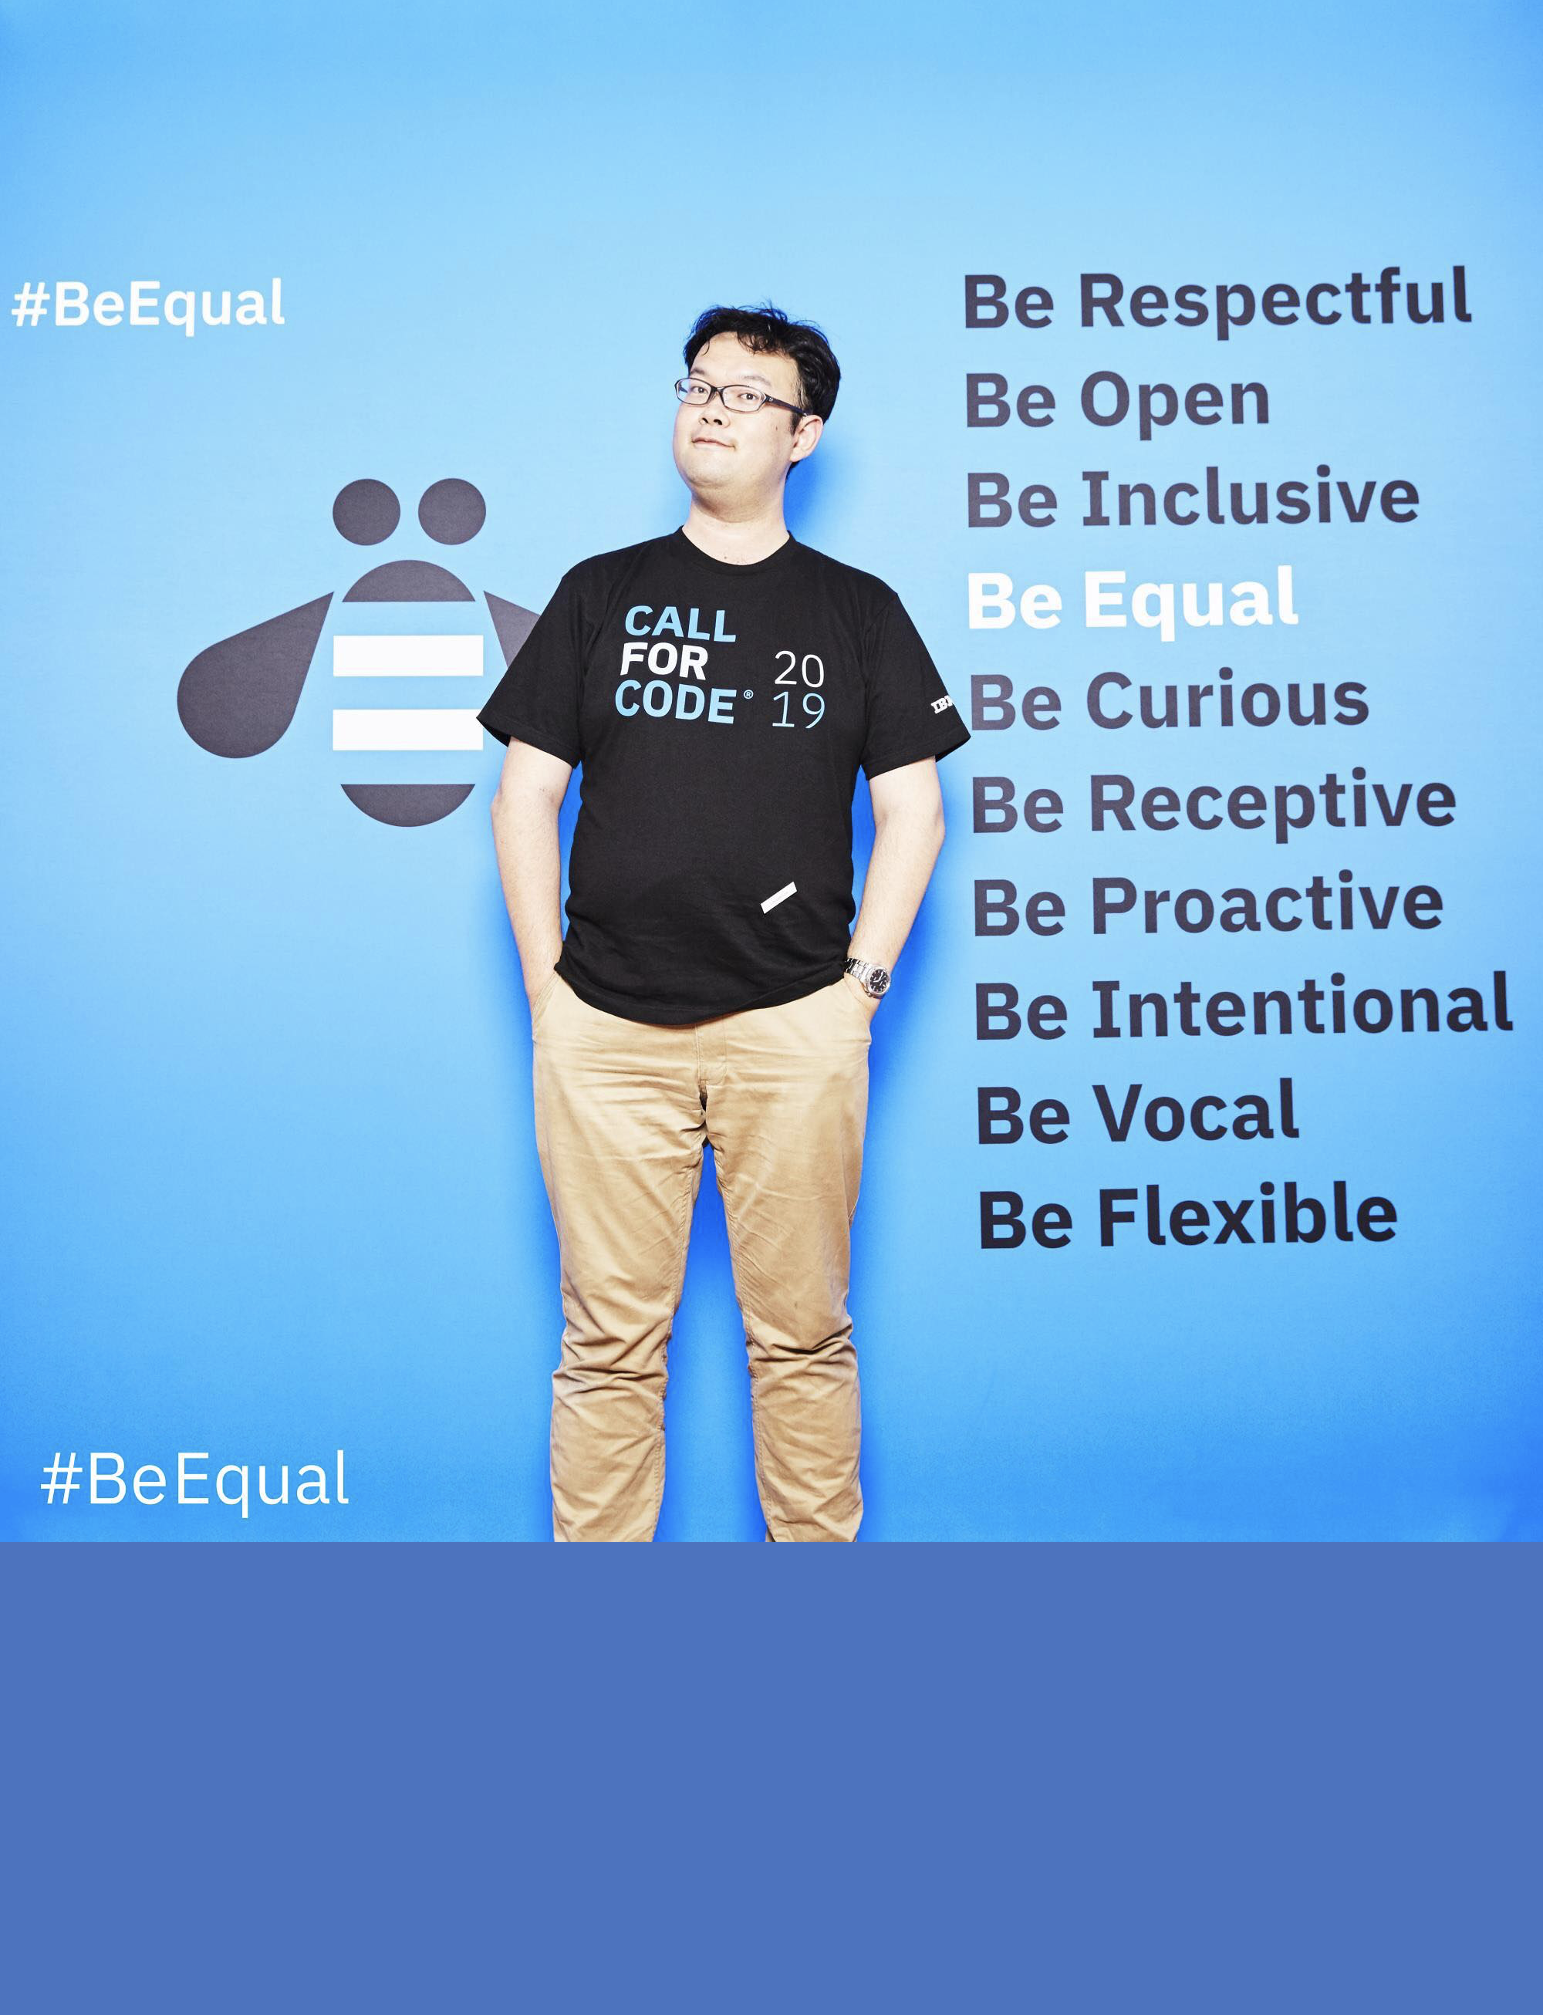 #BeEqual
Be Respectful
Be Open
Be Inclusive
Be Equal
Be Curious
Be Receptive
Be Proactive
Be Intentional
Be Vocal
Be Flexible
CALL
FOR
CODE®
20
19
#BeEqual